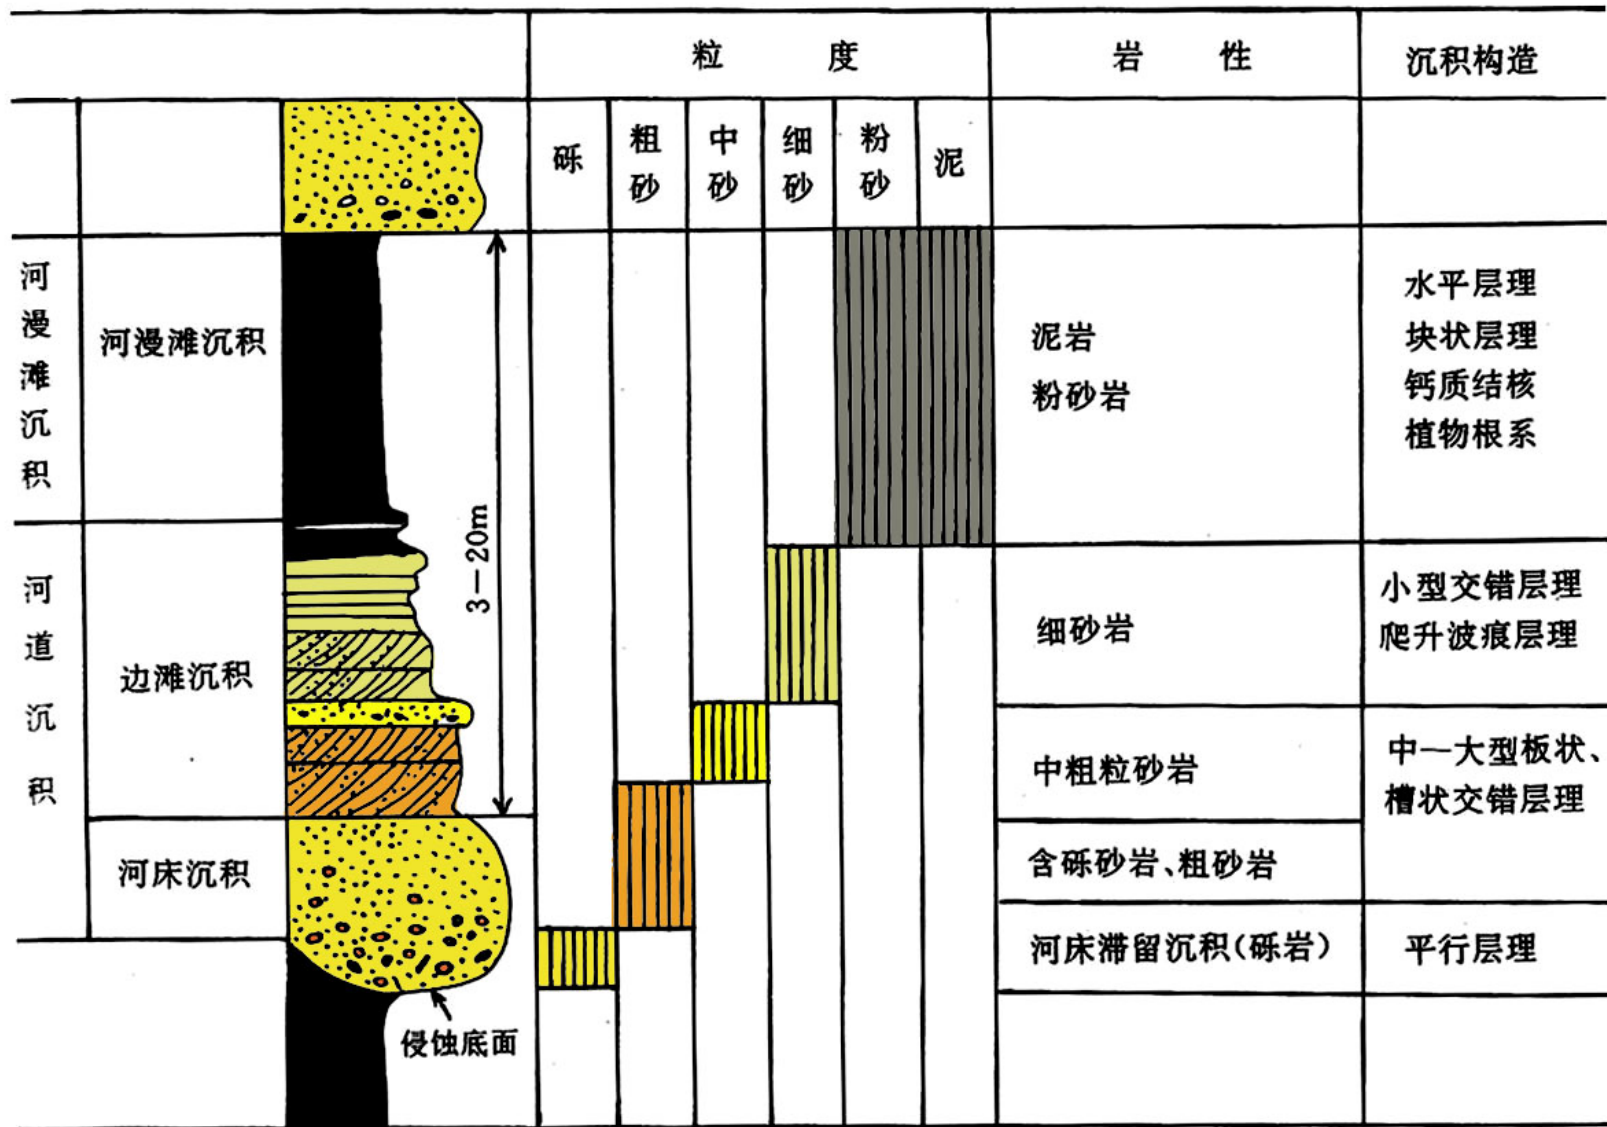 粒 度
岩 性
沉积构造
砾
粗砂
中砂
细砂
粉砂
泥
河漫滩沉积
河漫滩沉积
3—20m
泥岩
粉砂岩
水平层理
块状层理
钙质结核
植物根系
河道沉积
边滩沉积
细砂岩
小型交错层理
爬升波痕层理
中粗粒砂岩
中—大型板状、
槽状交错层理
河床沉积
含砾砂岩、粗砂岩
河床滞留沉积(砾岩)
平行层理
侵蚀底面